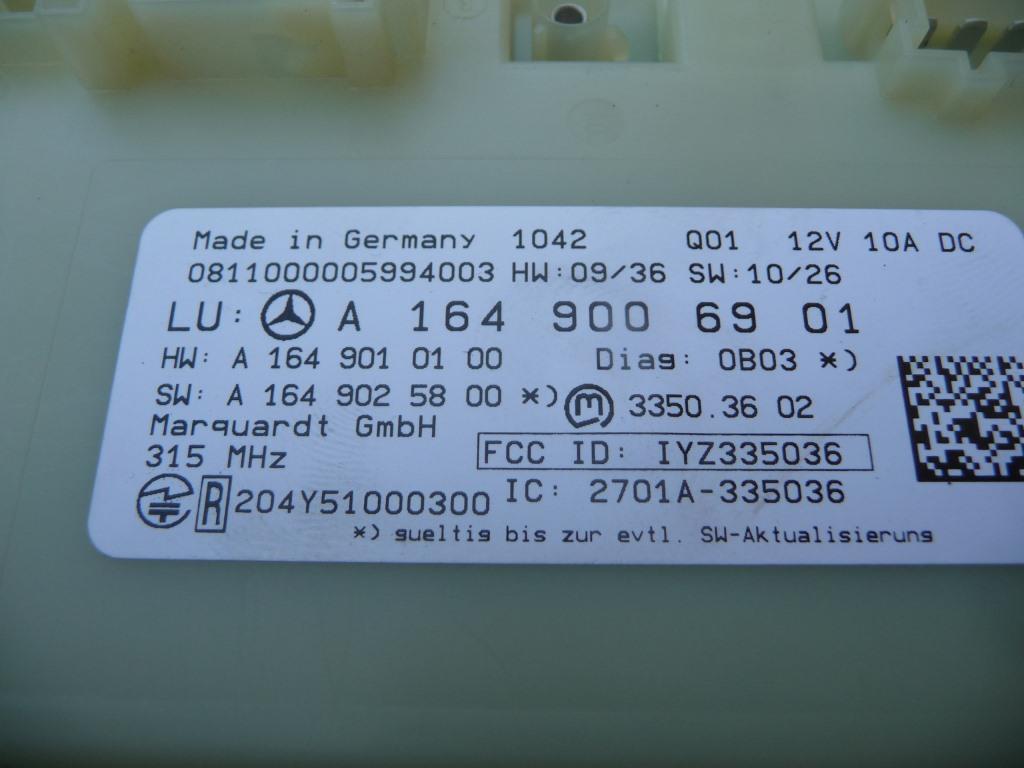 Made in Germany 1042 Q01 12V 10A DC
0811000005994003 HW:09/36 SW:10/26
LU: A 164 900 69 01
HW: A 164 901 01 00 Diag: 0B03 *)
SW: A 164 902 58 00 *) m 3350.36 02
Marquardt GmbH
315 MHz FCC ID: IYZ335036
R 204Y51000300 IC: 2701A-335036
*) gueltig bis zur evtl. SW-Aktualisierung